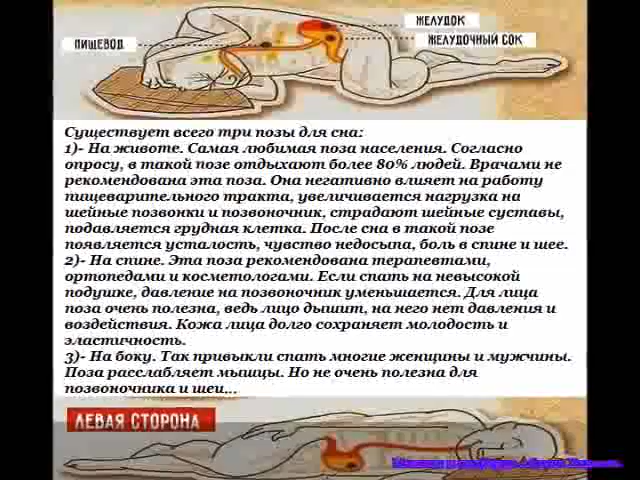 ЖЕЛУДОК
ПИЩЕВОД
ЖЕЛУДОЧНЫЙ СОК
Существует всего три позы для сна:
1)- На животе. Самая любимая поза населения. Согласно
опросу, в такой позе отдыхают более 80% людей. Врачами не
рекомендована эта поза. Она негативно влияет на работу
пищеварительного тракта, увеличивается нагрузка на
шейные позвонки и позвоночник, страдают шейные суставы,
подавляется грудная клетка. После сна в такой позе
появляется усталость, чувство недосыпа, боль в спине и шее.
2)- На спине. Эта поза рекомендована терапевтами,
ортопедами и косметологами. Если спать на невысокой
подушке, давление на позвоночник уменьшается. Для лица
поза очень полезна, ведь лицо дышит, на него нет давления и
воздействия. Кожа лица долго сохраняет молодость и
эластичность.
3)- На боку. Так привыкли спать многие женщины и мужчины.
Поза расслабляет мышцы. Но не очень полезна для
позвоночника и шеи...
ЛЕВАЯ СТОРОНА